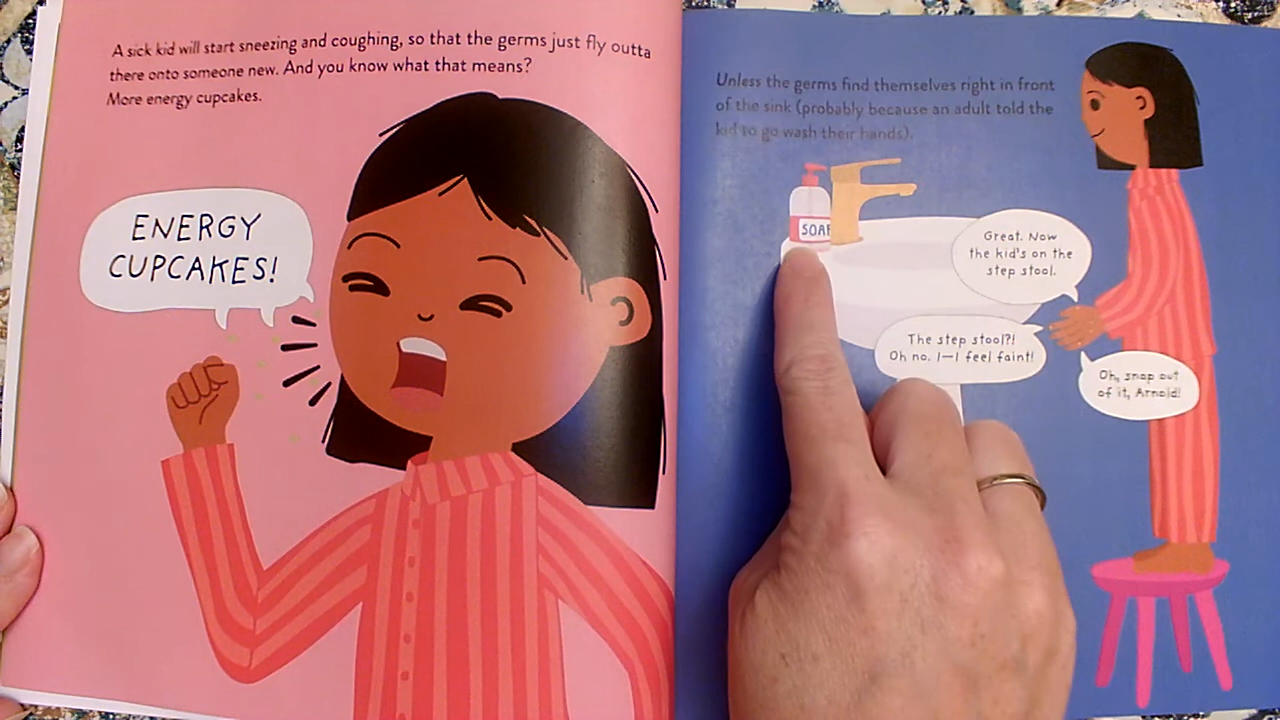 A sick kid will start sneezing and coughing, so that the germs just fly outta
there onto someone new. And you know what that means?
More energy cupcakes.
ENERGY
CUPCAKES!
Unless the germs find themselves right in front
of the sink (probably because an adult told the
kid to go wash their hands).
SOAP
Great. Now
the kid's on the
step stool.
The step stool?!
Oh no. I—I feel faint!
Oh, snap out
of it, Arnold!